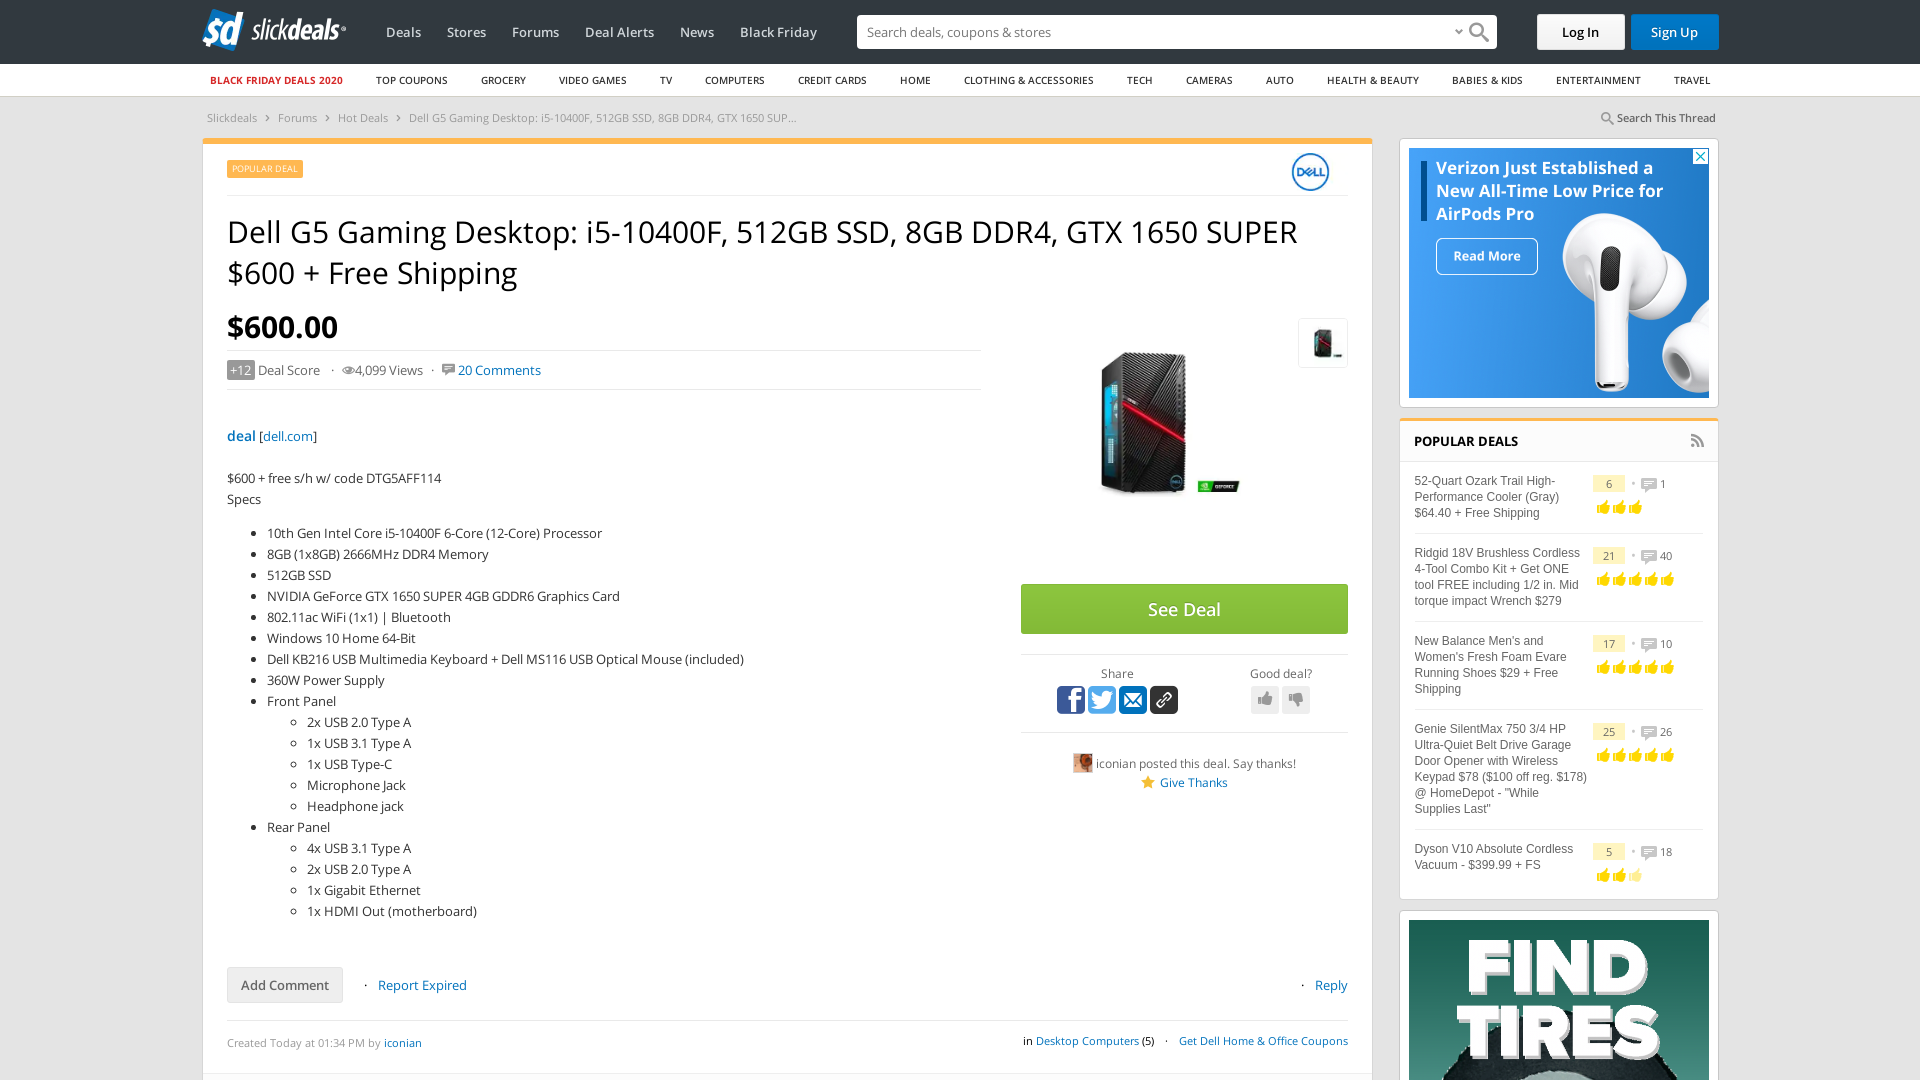 slickdeals
Deals
Stores
Forums
Deal Alerts
News
Black Friday
Search deals, coupons & stores
Log In
Sign Up
BLACK FRIDAY DEALS 2020
TOP COUPONS
GROCERY
VIDEO GAMES
TV
COMPUTERS
CREDIT CARDS
HOME
CLOTHING & ACCESSORIES
TECH
CAMERAS
AUTO
HEALTH & BEAUTY
BABIES & KIDS
ENTERTAINMENT
TRAVEL
Slickdeals › Forums › Hot Deals › Dell G5 Gaming Desktop: i5-10400F, 512GB SSD, 8GB DDR4, GTX 1650 SUP...
Search This Thread
POPULAR DEAL
DELL
Dell G5 Gaming Desktop: i5-10400F, 512GB SSD, 8GB DDR4, GTX 1650 SUPER
$600 + Free Shipping
$600.00
+12 Deal Score · 4,099 Views · 20 Comments
deal [dell.com]
$600 + free s/h w/ code DTG5AFF114
Specs
10th Gen Intel Core i5-10400F 6-Core (12-Core) Processor
8GB (1x8GB) 2666MHz DDR4 Memory
512GB SSD
NVIDIA GeForce GTX 1650 SUPER 4GB GDDR6 Graphics Card
802.11ac WiFi (1x1) | Bluetooth
Windows 10 Home 64-Bit
Dell KB216 USB Multimedia Keyboard + Dell MS116 USB Optical Mouse (included)
360W Power Supply
Front Panel
2x USB 2.0 Type A
1x USB 3.1 Type A
1x USB Type-C
Microphone Jack
Headphone jack
Rear Panel
4x USB 3.1 Type A
2x USB 2.0 Type A
1x Gigabit Ethernet
1x HDMI Out (motherboard)
GEFORCE
See Deal
Share
Good deal?
iconian posted this deal. Say thanks!
Give Thanks
Add Comment · Report Expired
· Reply
Created Today at 01:34 PM by iconian
in Desktop Computers (5) · Get Dell Home & Office Coupons
Verizon Just Established a
New All-Time Low Price for
AirPods Pro
Read More
POPULAR DEALS
52-Quart Ozark Trail High-
Performance Cooler (Gray)
$64.40 + Free Shipping
6 • 1
Ridgid 18V Brushless Cordless
4-Tool Combo Kit + Get ONE
tool FREE including 1/2 in. Mid
torque impact Wrench $279
21 • 40
New Balance Men's and
Women's Fresh Foam Evare
Running Shoes $29 + Free
Shipping
17 • 10
Genie SilentMax 750 3/4 HP
Ultra-Quiet Belt Drive Garage
Door Opener with Wireless
Keypad $78 ($100 off reg. $178)
@ HomeDepot - "While
Supplies Last"
25 • 26
Dyson V10 Absolute Cordless
Vacuum - $399.99 + FS
5 • 18
FIND
TIRES